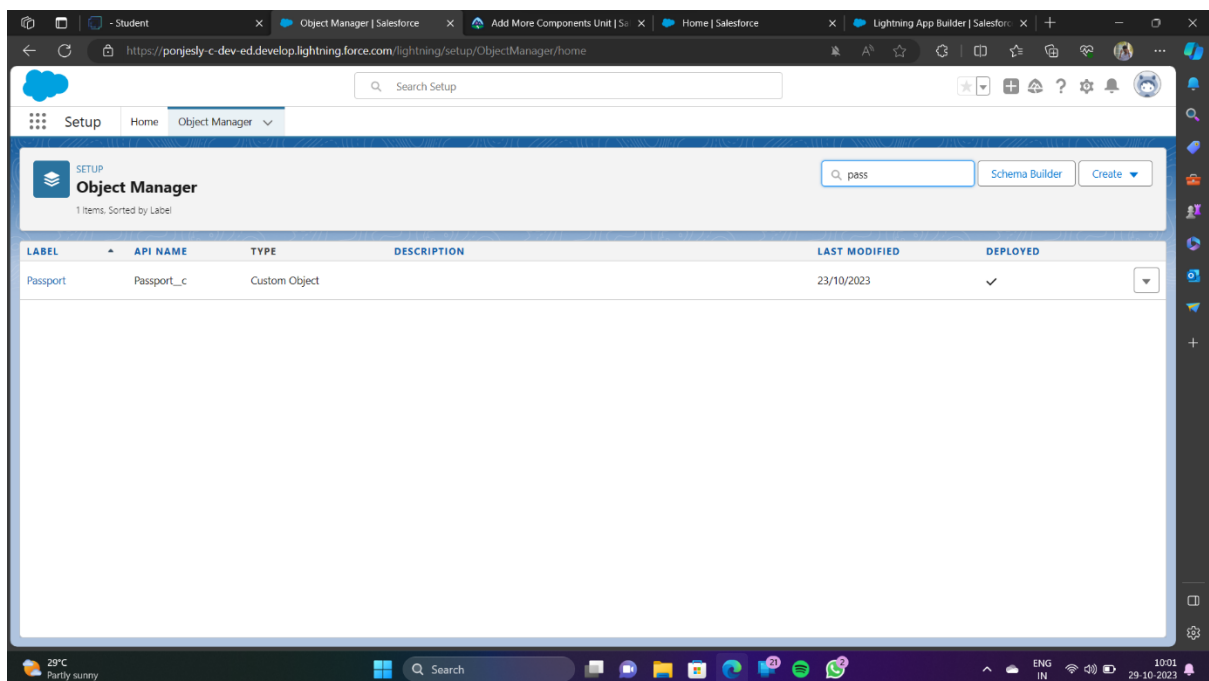 - Student
Object Manager | Salesforce
Add More Components Unit | Sa
Home | Salesforce
Lightning App Builder | Salesforc
https://ponjesly-c-dev-ed.develop.lightning.force.com/lightning/setup/ObjectManager/home
Search Setup
Setup
Home
Object Manager
SETUP
Object Manager
1 Items. Sorted by Label
pass
Schema Builder
Create
LABEL API NAME TYPE DESCRIPTION LAST MODIFIED DEPLOYED
Passport Passport__c Custom Object 23/10/2023
29°C
Partly sunny
Search
21
2
ENG
IN
10:01
29-10-2023